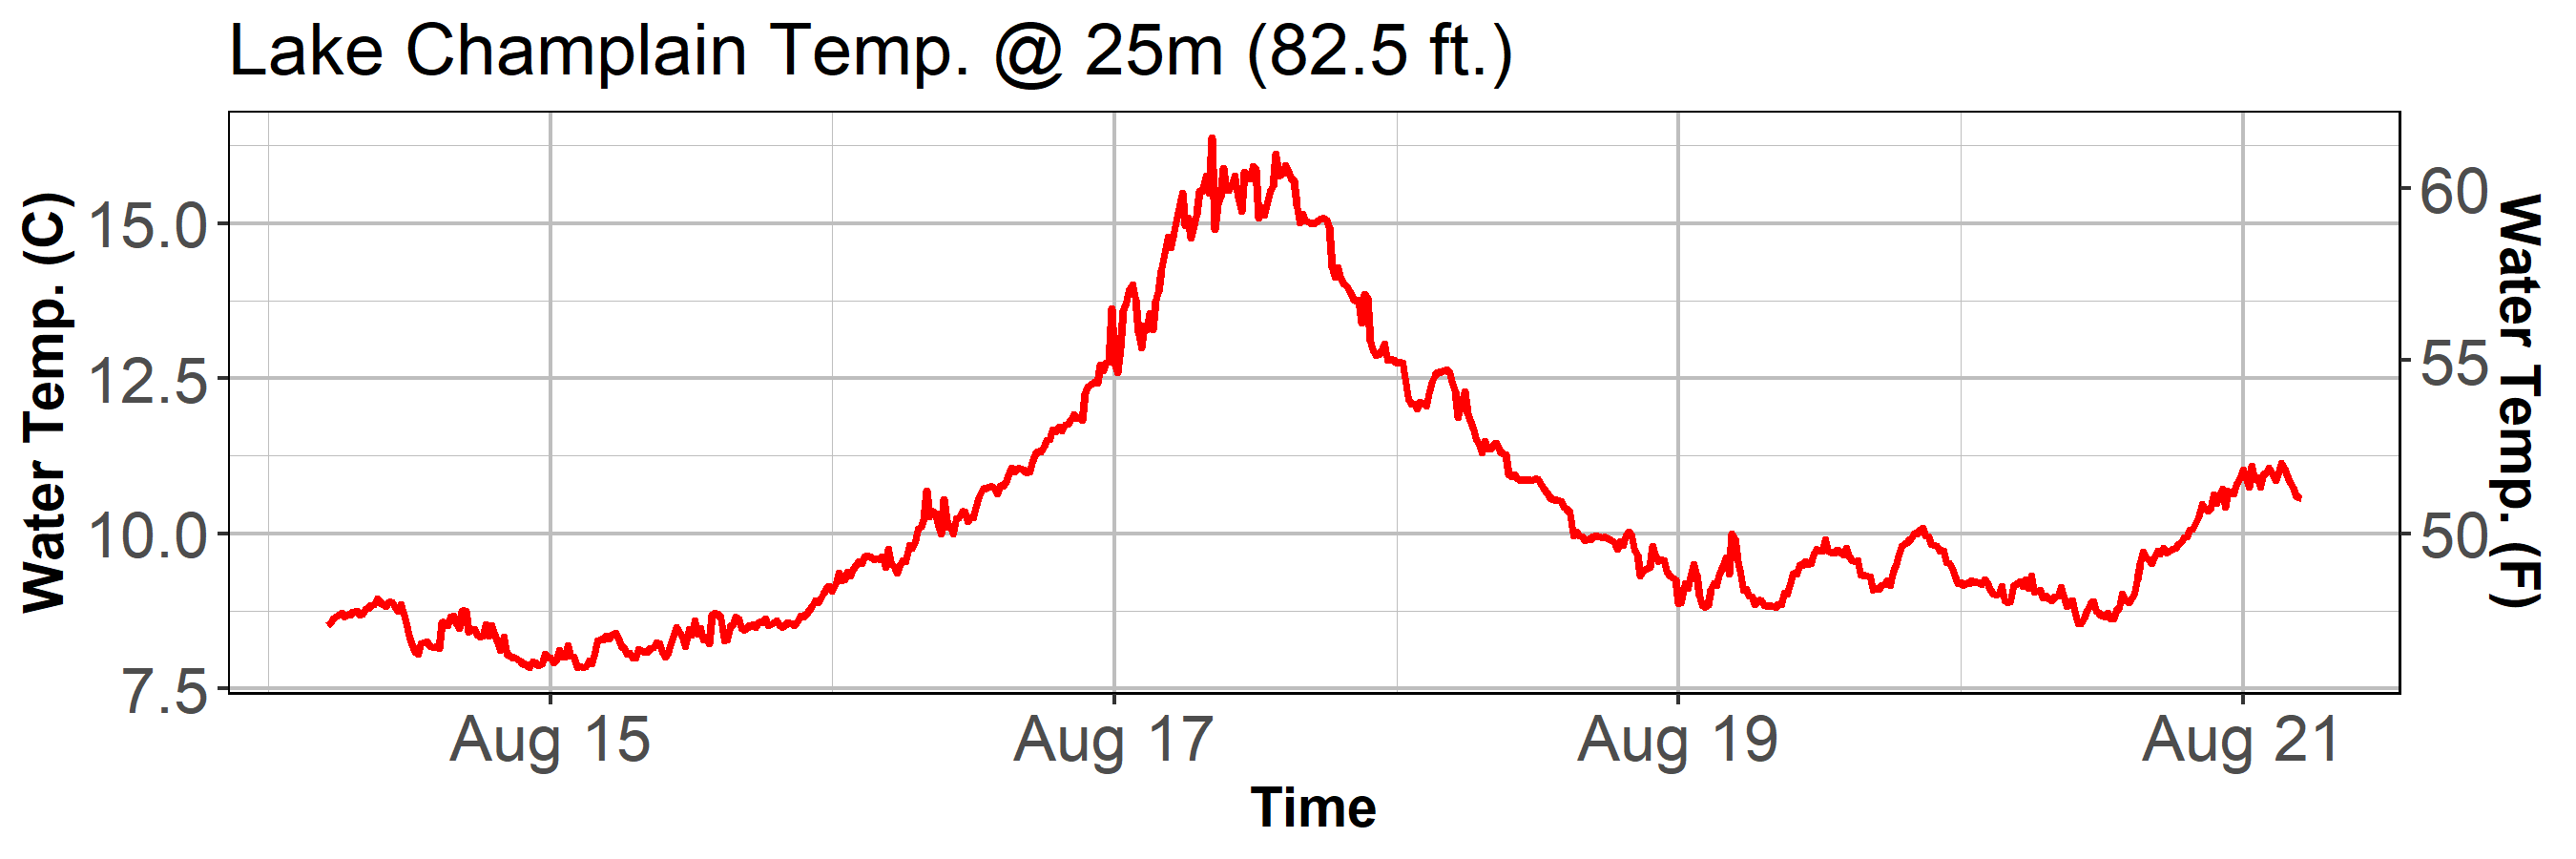 Lake Champlain Temp. @ 25m (82.5 ft.)
Water Temp. (C)
15.0
12.5
10.0
7.5
60
55
50
Water Temp. (F)
Aug 15
Aug 17
Aug 19
Aug 21
Time